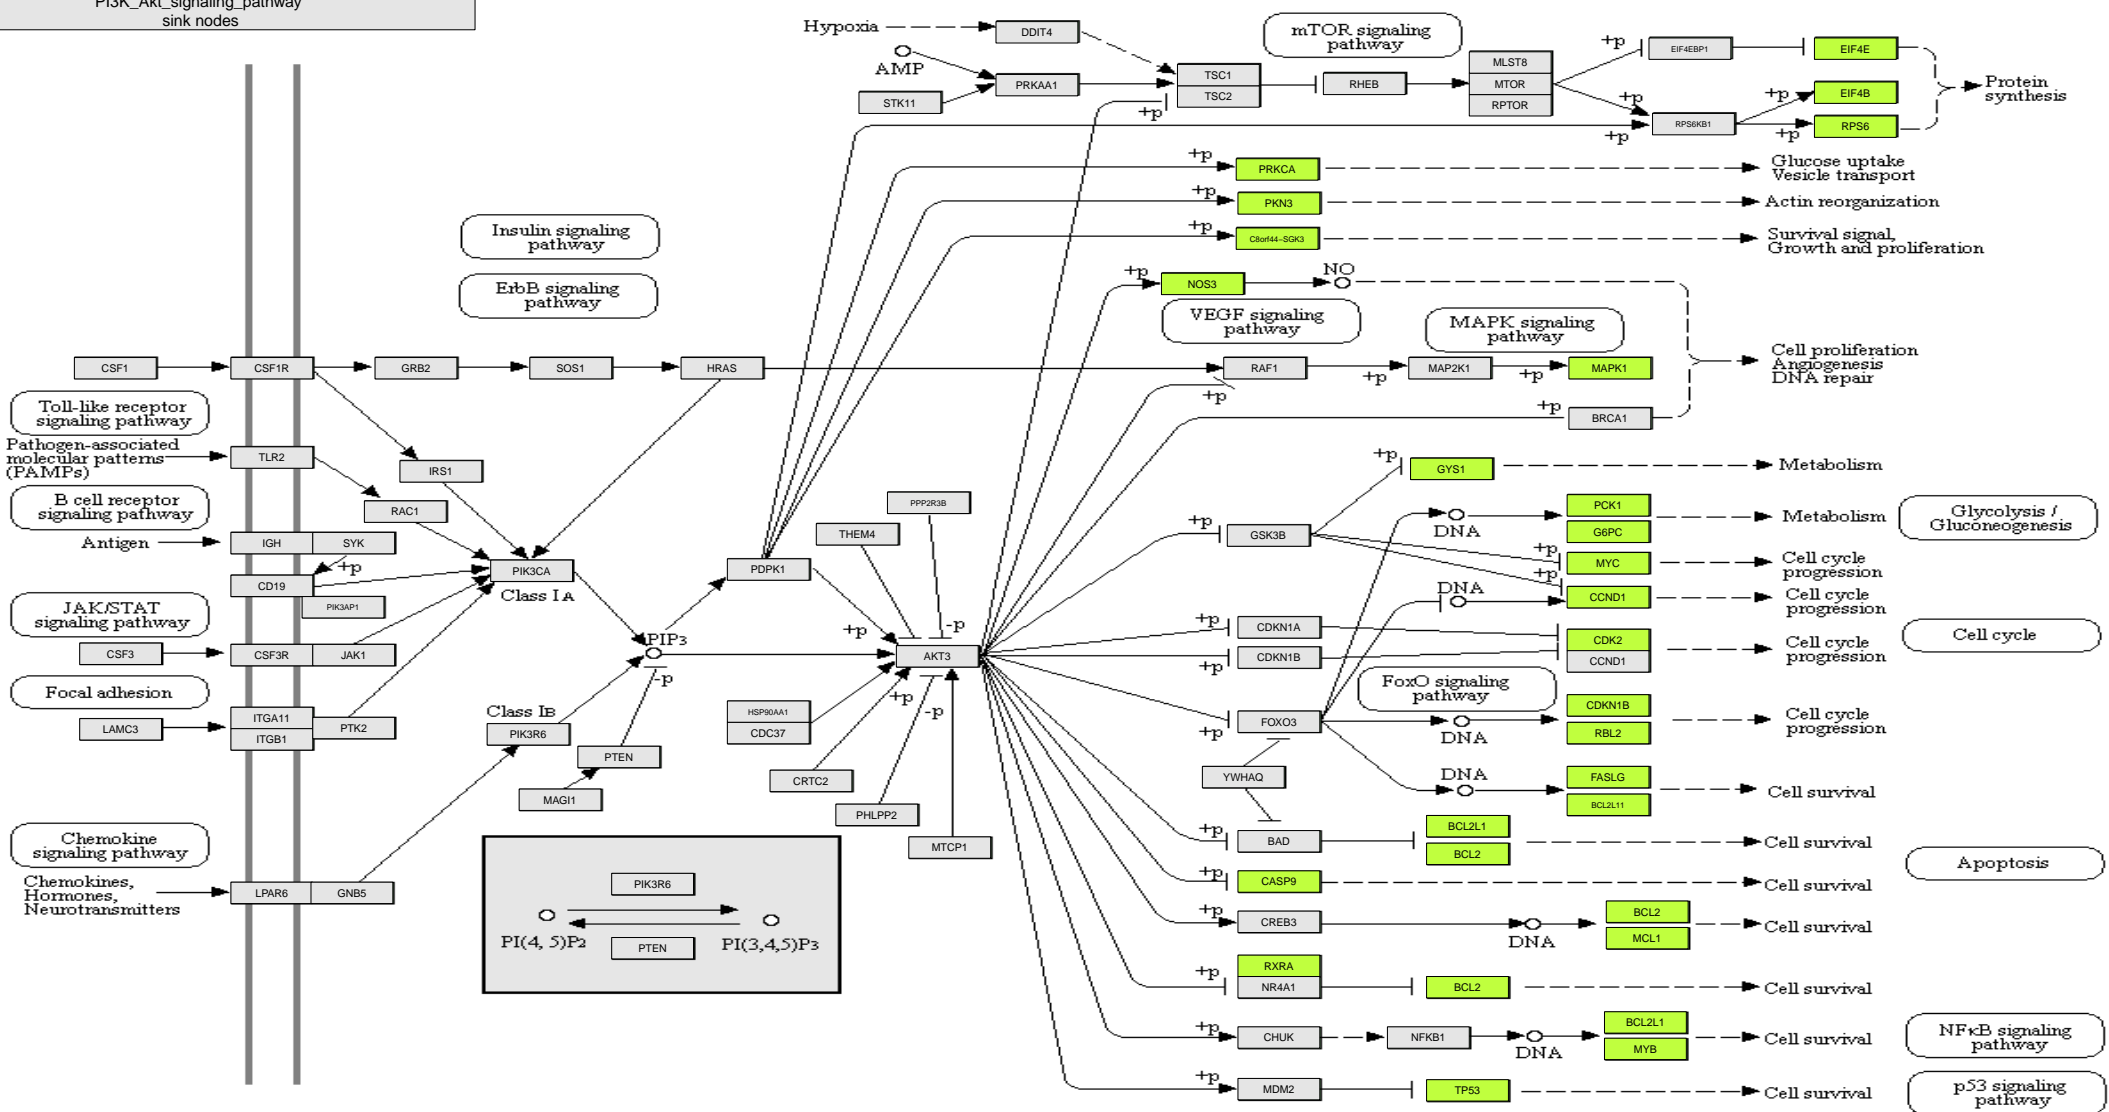 PI3K_Akt_signaling_pathway
sink nodes
Hypoxia
DDIT4
mTOR signaling
pathway
AMP
PRKAA1
STK11
TSC1
TSC2
+p
RHEB
MLST8
MTOR
RPTOR
+p
EIF4EBP1
EIF4E
+p
EIF4B
+p
RPS6KB1
+p
+p
RPS6
Protein
synthesis
+p
PRKCA
Glucose uptake
Vesicle transport
+p
PKN3
Actin reorganization
+p
C8orf44-SGK3
Survival signal,
Growth and proliferation
Insulin signaling
pathway
ErbB signaling
pathway
+p
NOS3
NO
VEGF signaling
pathway
MAPK signaling
pathway
CSF1
CSF1R
GRB2
SOS1
HRAS
RAF1
+p
+p
MAP2K1
+p
MAPK1
Cell proliferation
Angiogenesis
DNA repair
+p
BRCA1
Toll-like receptor
signaling pathway
Pathogen-associated
molecular patterns
(PAMPs)
TLR2
IRS1
RAC1
B cell receptor
signaling pathway
Antigen
IGH
SYK
+p
CD19
PIK3AP1
PIK3CA
Class IA
PDPK1
THEM4
PPP2R3B
+p
GYS1
Metabolism
+p
GSK3B
DNA
PCK1
G6PC
Metabolism
Glycolysis /
Gluconeogenesis
+p
MYC
Cell cycle
progression
+p
DNA
CCND1
Cell cycle
progression
JAK/STAT
signaling pathway
CSF3
CSF3R
JAK1
PIP3
-p
+p
-p
AKT3
+p
CDKN1A
+p
CDKN1B
CDK2
CCND1
Cell cycle
progression
Cell cycle
Focal adhesion
LAMC3
ITGA11
ITGB1
PTK2
Class IB
PIK3R6
PTEN
MAGI1
HSP90AA1
CDC37
+p
-p
CRTC2
PHLPP2
MTCP1
FoxO signaling
pathway
+p
FOXO3
DNA
CDKN1B
RBL2
Cell cycle
progression
YWHAQ
DNA
FASLG
BCL2L11
Cell survival
+p
BAD
BCL2L1
BCL2
Cell survival
Apoptosis
Chemokine
signaling pathway
Chemokines,
Hormones,
Neurotransmitters
LPAR6
GNB5
PIK3R6
PI(4, 5)P2
PTEN
PI(3,4,5)P3
+p
CASP9
Cell survival
+p
CREB3
DNA
BCL2
MCL1
Cell survival
+p
RXRA
NR4A1
BCL2
Cell survival
+p
CHUK
NFKB1
DNA
BCL2L1
MYB
Cell survival
NFκB signaling
pathway
+p
MDM2
TP53
Cell survival
p53 signaling
pathway